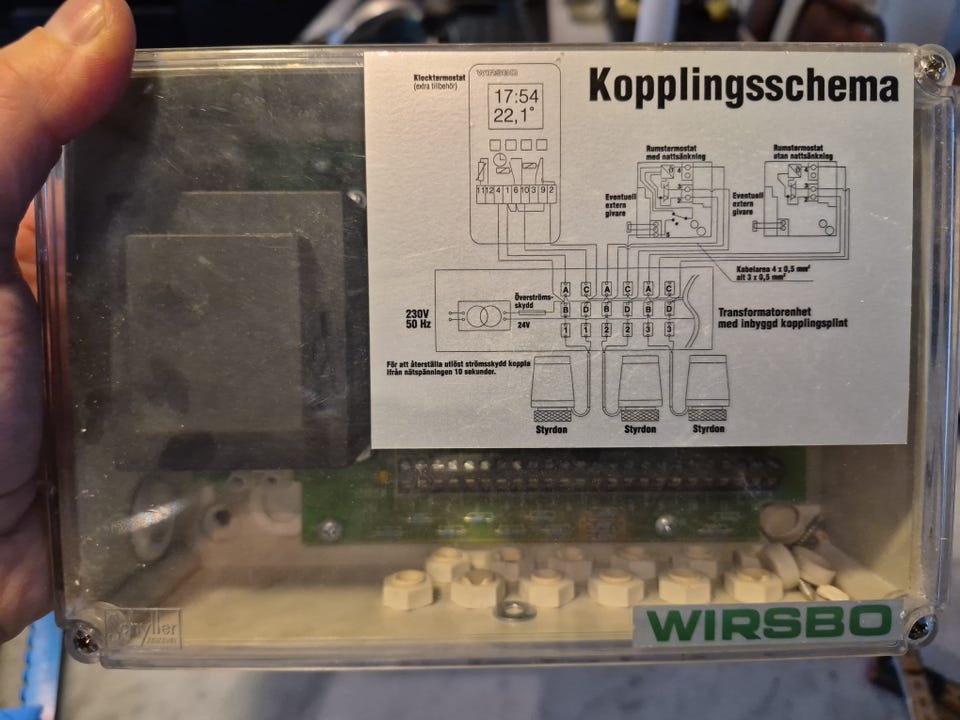 Kopplingsschema
Klocktermostat
(extra tillbehör)
WIRSBO
17:54
22,1°
11 12 4 1 6 10 3 9 2
Rumstermostat
med nattsänkning
Rumstermostat
utan nattsänkning
Eventuell
extern
givare
Eventuell
extern
givare
Kabelarea 4 x 0,5 mm²
alt 3 x 0,5 mm²
230V
50 Hz
Överströms-
skydd
24V
A C A C A C
B D B D B D
1 1 2 2 3 3
Transformatorenhet
med inbyggd kopplingsplint
För att återställa utlöst strömsskydd koppla
ifrån nätspänningen 10 sekunder.
Styrdon
Styrdon
Styrdon
WIRSBO